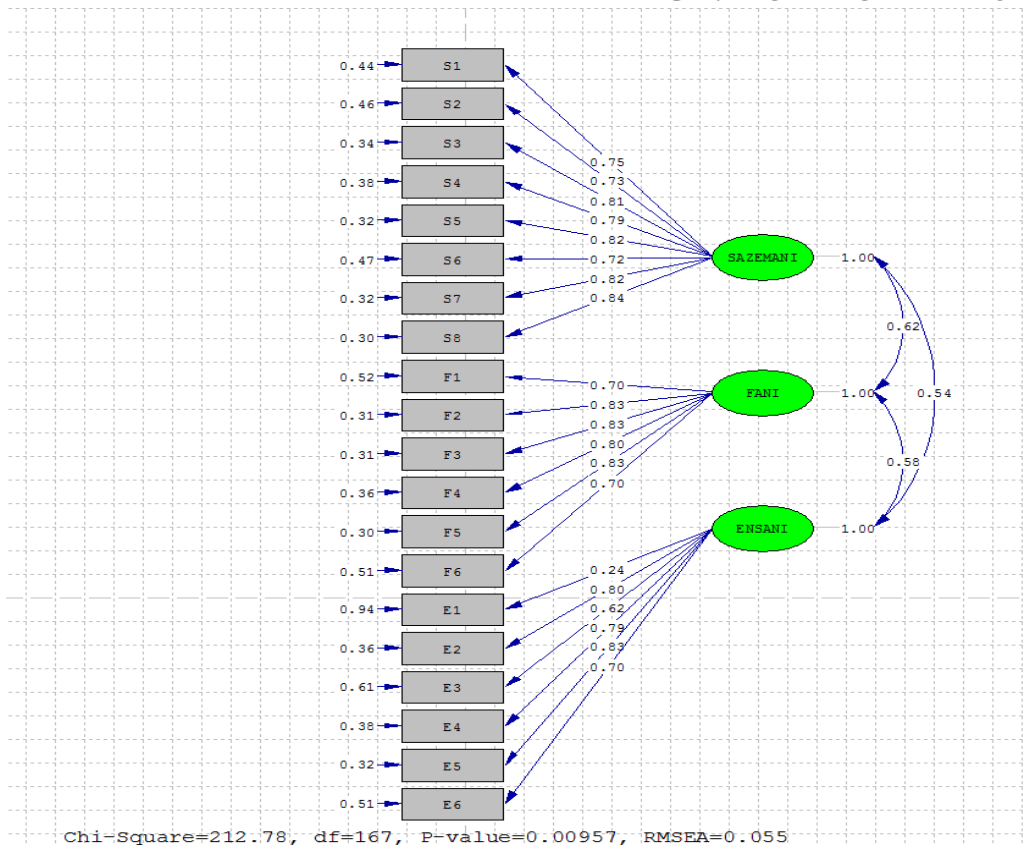 0.44 S1
0.46 S2
0.34 S3
0.38 S4
0.32 S5
0.47 S6
0.32 S7
0.30 S8
0.52 F1
0.31 F2
0.31 F3
0.36 F4
0.30 F5
0.51 F6
0.94 E1
0.36 E2
0.61 E3
0.38 E4
0.32 E5
0.51 E6
0.75
0.73
0.81
0.79
0.82
0.72
0.82
0.84
0.70
0.83
0.83
0.80
0.83
0.70
0.24
0.80
0.62
0.79
0.83
0.70
SAZEMANI 1.00
FANI 1.00
ENSANI 1.00
0.62
0.54
0.58
Chi-Square=212.78, df=167, P-value=0.00957, RMSEA=0.055